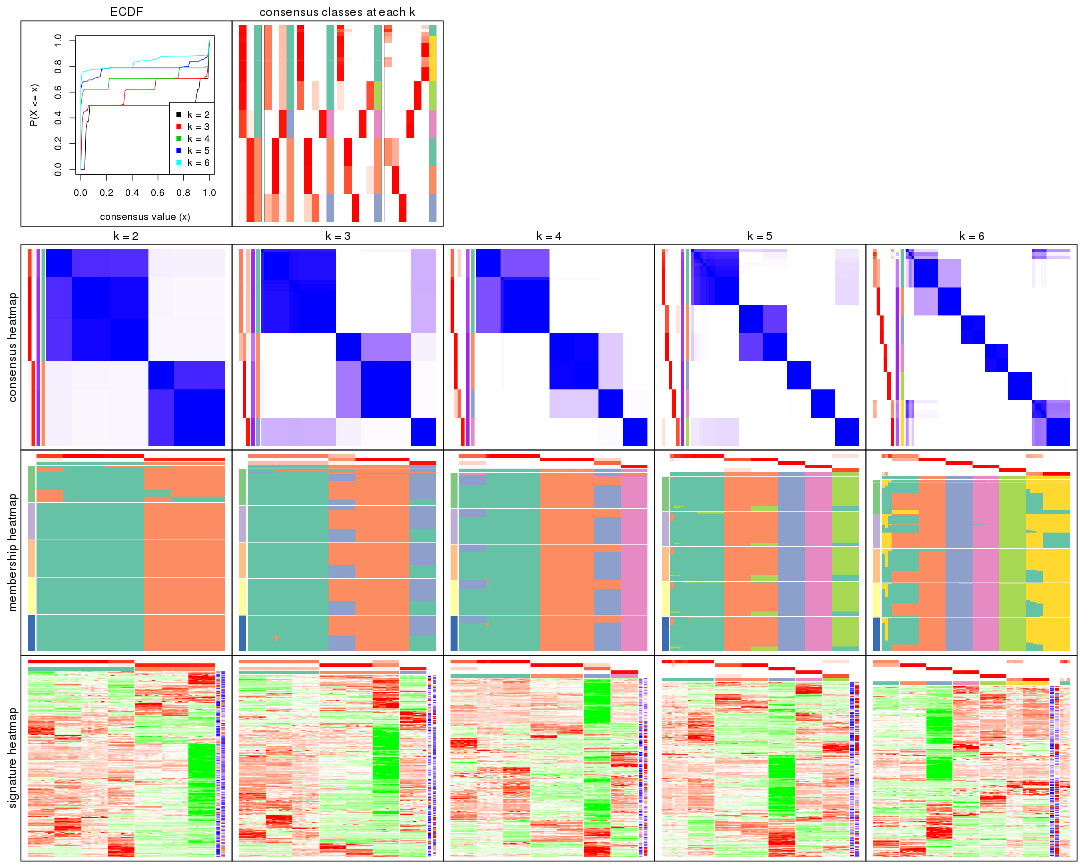 ECDF
consensus classes at each k
P(X <= x)
0.0 0.2 0.4 0.6 0.8 1.0
k = 2
k = 3
k = 4
k = 5
k = 6
0.0 0.2 0.4 0.6 0.8 1.0
consensus value (x)
k = 2
k = 3
k = 4
k = 5
k = 6
consensus heatmap
membership heatmap
signature heatmap